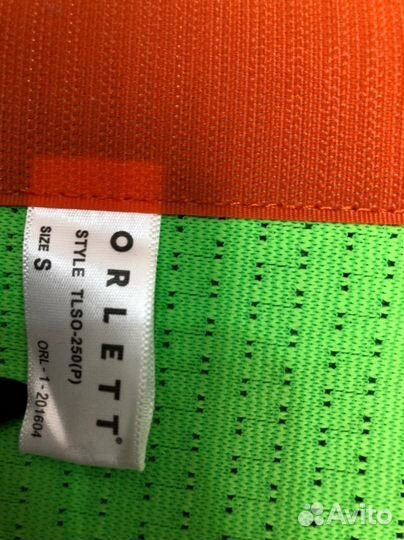 ORLETT®
STYLE TLSO-250(P)
SIZE S
ORL-1-201604
Avito